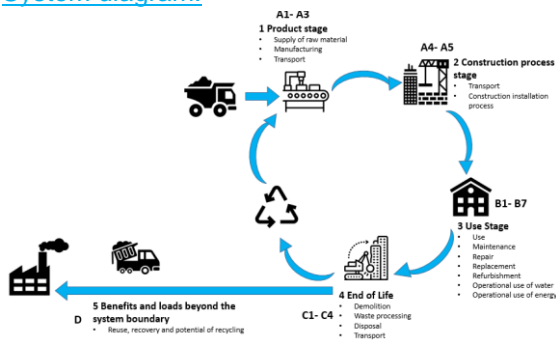 System diagram:
A1- A3
1 Product stage
• Supply of raw material
• Manufacturing
• Transport
A4- A5
2 Construction process
stage
• Transport
• Construction installation
process
B1- B7
3 Use Stage
• Use
• Maintenance
• Repair
• Replacement
• Refurbishment
• Operational use of water
• Operational use of energy
C1- C4
4 End of Life
• Demolition
• Waste processing
• Disposal
• Transport
D
5 Benefits and loads beyond the
system boundary
• Reuse, recovery and potential of recycling